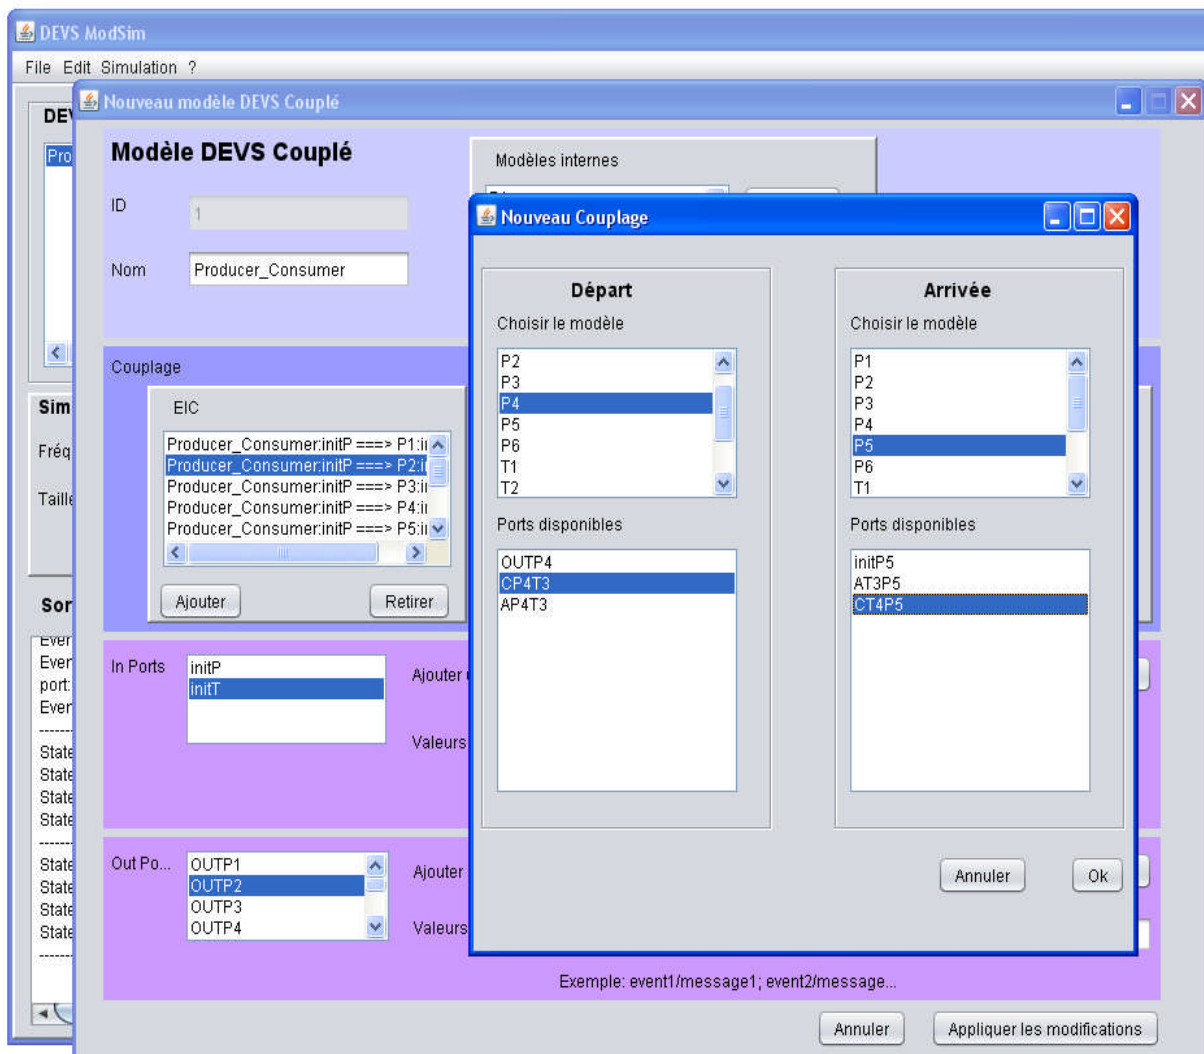 DEVS ModSim
File Edit Simulation ?
Nouveau modèle DEVS Couplé
DEV
Pro
Modèle DEVS Couplé
Modèles internes
ID
1
Nom
Producer_Consumer
Nouveau Couplage
Départ
Choisir le modèle
P2
P3
P4
P5
P6
T1
T2
Ports disponibles
OUTP4
CP4T3
AP4T3
Arrivée
Choisir le modèle
P1
P2
P3
P4
P5
P6
T1
Ports disponibles
initP5
AT3P5
CT4P5
Annuler
Ok
Couplage
EIC
Producer_Consumer:initP ===> P1:i
Producer_Consumer:initP ===> P2:i
Producer_Consumer:initP ===> P3:i
Producer_Consumer:initP ===> P4:i
Producer_Consumer:initP ===> P5:i
Ajouter
Retirer
Sim
Fréq
Taille
Sor
Ever
Ever
port:
Ever
-------
State
State
State
State
-------
State
State
State
State
-------
In Ports
initP
initT
Ajouter
Valeurs
Out Po...
OUTP1
OUTP2
OUTP3
OUTP4
Ajouter
Valeurs
Exemple: event1/message1; event2/message...
Annuler
Appliquer les modifications